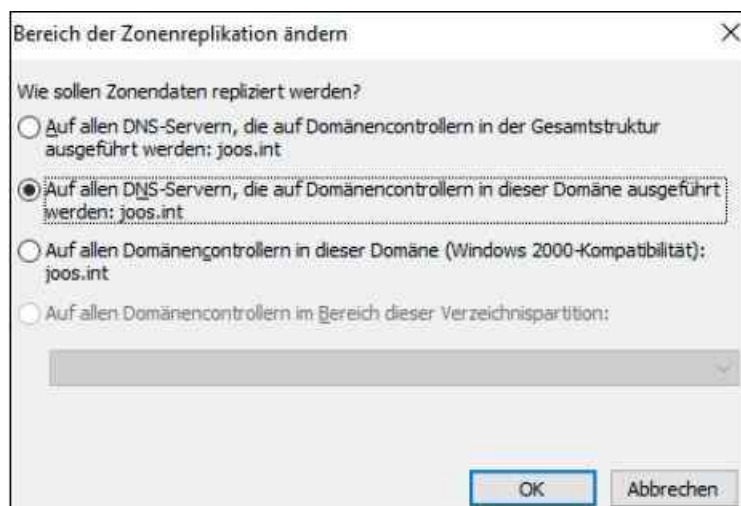 Bereich der Zonenreplikation ändern
Wie sollen Zonendaten repliziert werden?
Auf allen DNS-Servern, die auf Domänencontrollern in der Gesamtstruktur
ausgeführt werden: joos.int
Auf allen DNS-Servern, die auf Domänencontrollern in dieser Domäne ausgeführt
werden: joos.int
Auf allen Domänencontrollern in dieser Domäne (Windows 2000-Kompatibilität):
joos.int
Auf allen Domänencontrollern im Bereich dieser Verzeichnispartition:
OK
Abbrechen